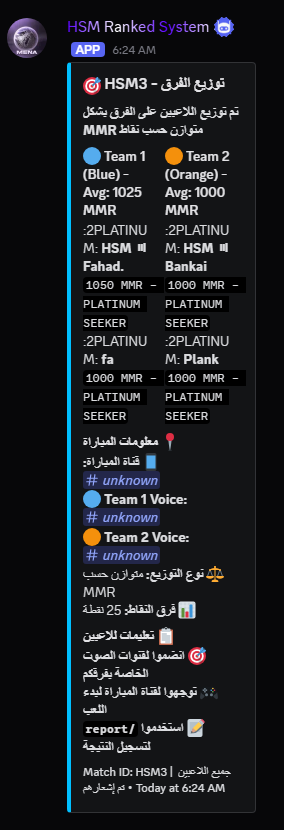 MENA
HSM Ranked System
APP 6:24 AM
توزيع الفرق - HSM3
تم توزيع اللاعبين على الفرق بشكل
متوازن حسب نقاط MMR
Team 1
(Blue) -
Avg: 1025
MMR
:2PLATINU
M: HSM
Fahad.
1050 MMR -
PLATINUM
SEEKER
:2PLATINU
M: fa
1000 MMR -
PLATINUM
SEEKER
Team 2
(Orange) -
Avg: 1000
MMR
:2PLATINU
M: HSM
Bankai
1000 MMR -
PLATINUM
SEEKER
:2PLATINU
M: Plank
1000 MMR -
PLATINUM
SEEKER
معلومات المباراة
قناة المباراة:
# unknown
Team 1 Voice:
# unknown
Team 2 Voice:
# unknown
نوع التوزيع: متوازن حسب
MMR
فرق النقاط: 25 نقطة
تعليمات للاعبين
انضموا لقنوات الصوت
الخاصة بفرقكم
توجهوا لقناة المباراة لبدء
اللعب
استخدموا /report
لتسجيل النتيجة
Match ID: HSM3 | جميع اللاعبين
تم إشعارهم • Today at 6:24 AM